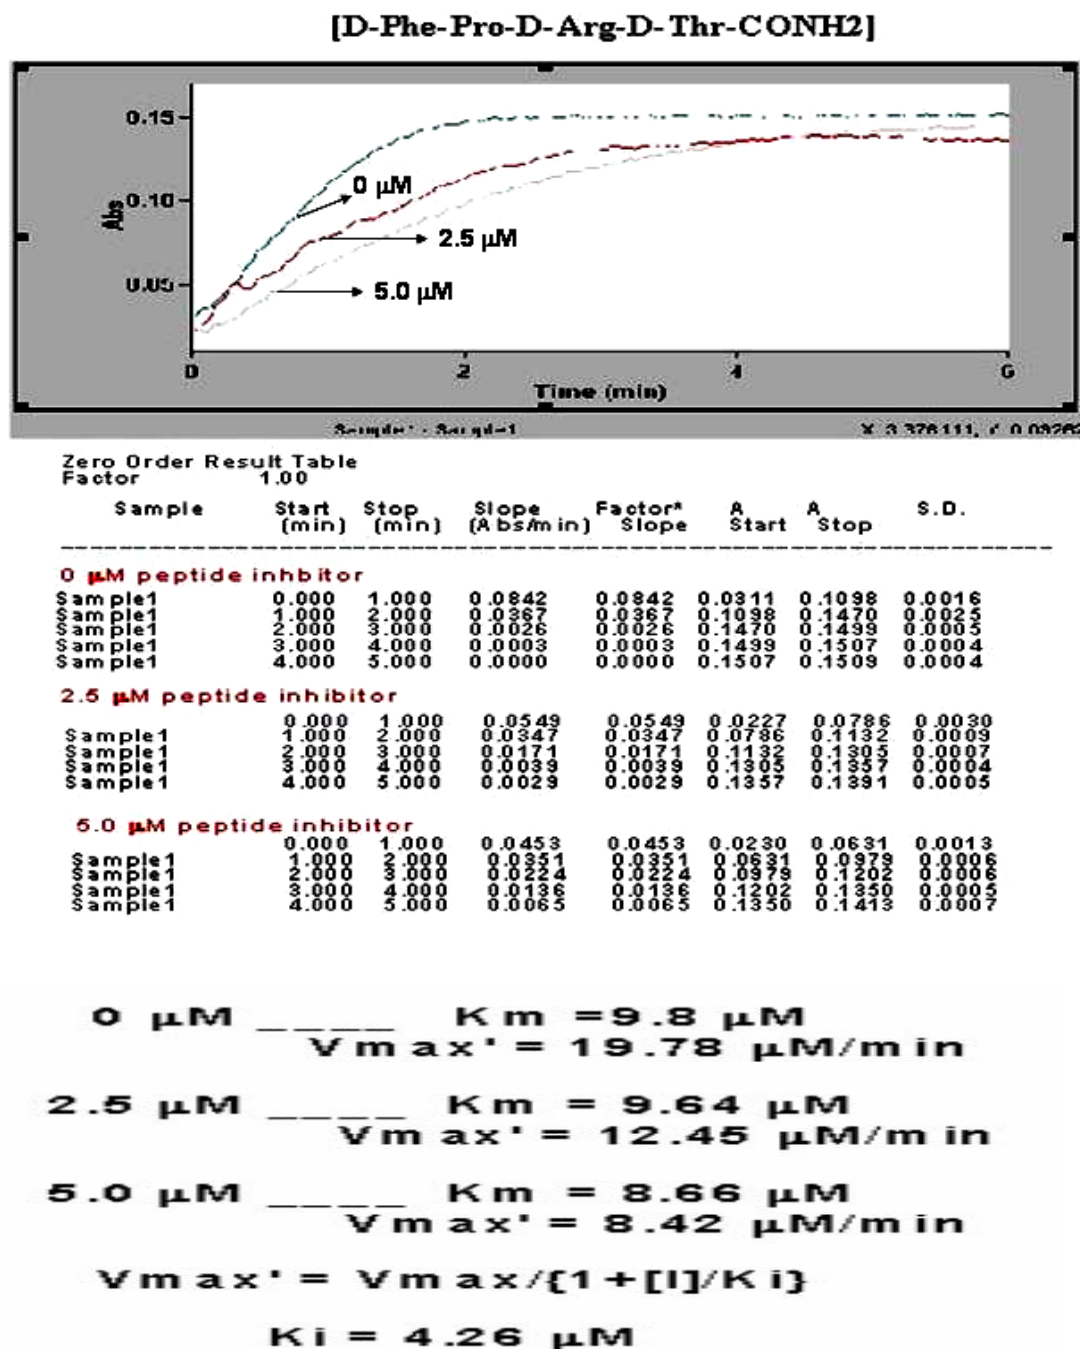 [D-Phe-Pro-D-Arg-D-Thr-CONH2]
0.15
0.10
0.05
Abs
0 μM
2.5 μM
5.0 μM
0 2 4 6
Time (min)
Sample1 - Sample1
Zero Order Result Table
Factor 1.00
Sample Start Stop Slope Factor* A A S.D.
(min) (min) (Abs/min) Slope Start Stop
0 μM peptide inhbitor
Sample1 0.000 1.000 0.0842 0.0842 0.0311 0.1098 0.0016
Sample1 1.000 2.000 0.0367 0.0367 0.1098 0.1470 0.0025
Sample1 2.000 3.000 0.0026 0.0026 0.1470 0.1499 0.0005
Sample1 3.000 4.000 0.0003 0.0003 0.1499 0.1507 0.0004
Sample1 4.000 5.000 0.0000 0.0000 0.1507 0.1509 0.0004
2.5 μM peptide inhibitor
0.000 1.000 0.0549 0.0549 0.0227 0.0786 0.0030
Sample1 1.000 2.000 0.0347 0.0347 0.0786 0.1132 0.0009
Sample1 2.000 3.000 0.0171 0.0171 0.1132 0.1305 0.0007
Sample1 3.000 4.000 0.0039 0.0039 0.1305 0.1357 0.0004
Sample1 4.000 5.000 0.0029 0.0029 0.1357 0.1391 0.0005
5.0 μM peptide inhibitor
0.000 1.000 0.0453 0.0453 0.0230 0.0631 0.0013
Sample1 1.000 2.000 0.0351 0.0351 0.0631 0.0979 0.0006
Sample1 2.000 3.000 0.0224 0.0224 0.0979 0.1202 0.0006
Sample1 3.000 4.000 0.0136 0.0136 0.1202 0.1350 0.0005
Sample1 4.000 5.000 0.0065 0.0065 0.1350 0.1413 0.0007
0 μM ____ Km =9.8 μM
Vmax' = 19.78 μM/min
2.5 μM ____ Km = 9.64 μM
Vmax' = 12.45 μM/min
5.0 μM ____ Km = 8.66 μM
Vmax' = 8.42 μM/min
Vmax' = Vmax/{1+[I]/Ki}
Ki = 4.26 μM